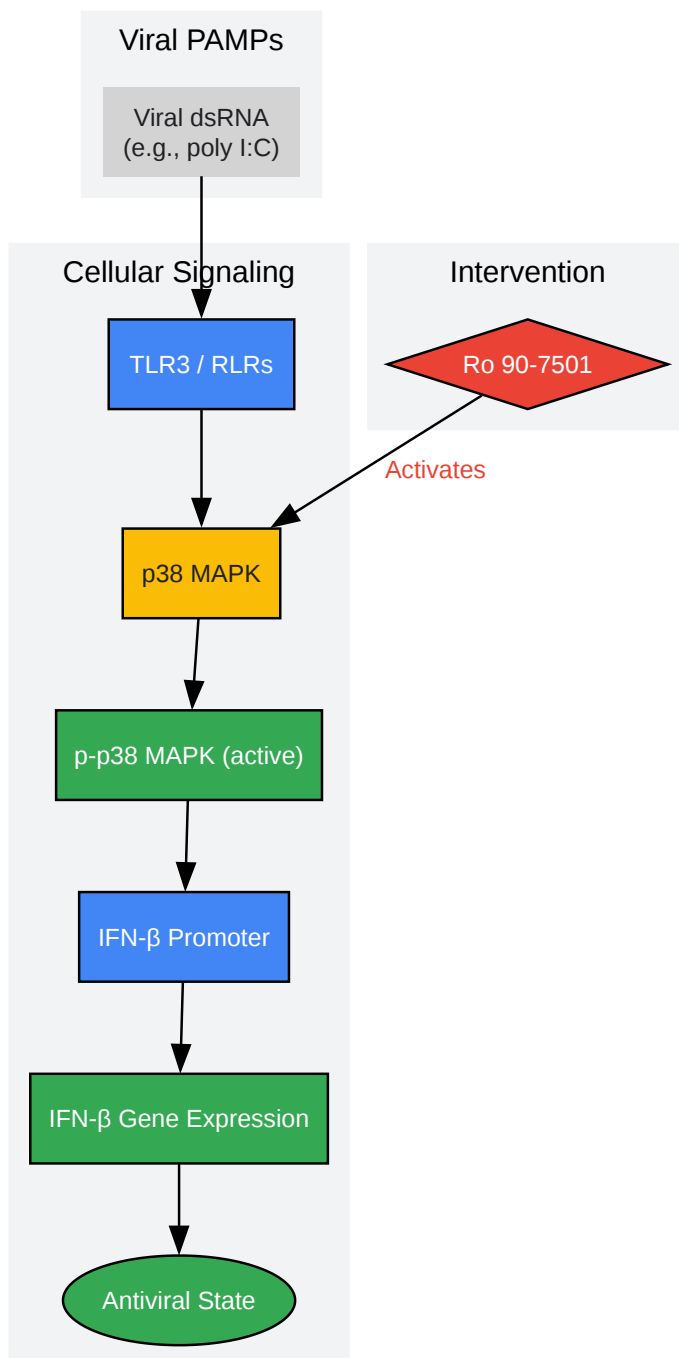 Viral PAMPs
Viral dsRNA
(e.g., poly I:C)
Cellular Signaling
Intervention
TLR3 / RLRs
Ro 90-7501
Activates
p38 MAPK
p-p38 MAPK (active)
IFN-β Promoter
IFN-β Gene Expression
Antiviral State